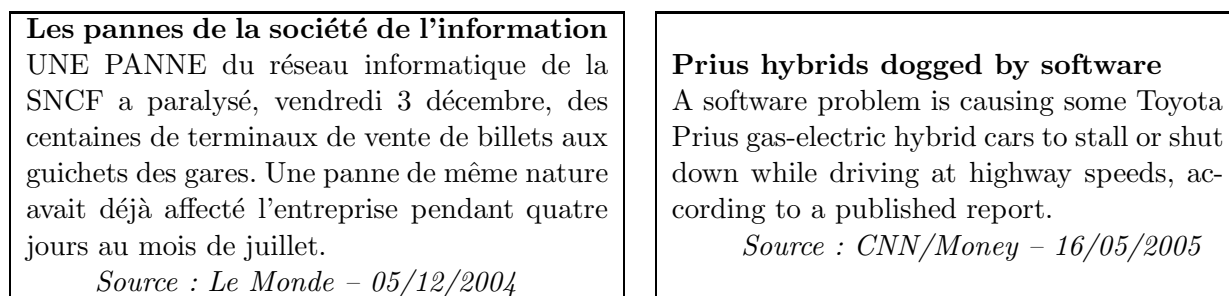 Les pannes de la société de l'information
UNE PANNE du réseau informatique de la
SNCF a paralysé, vendredi 3 décembre, des
centaines de terminaux de vente de billets aux
guichets des gares. Une panne de même nature
avait déjà affecté l'entreprise pendant quatre
jours au mois de juillet.
Source : Le Monde – 05/12/2004
Prius hybrids dogged by software
A software problem is causing some Toyota
Prius gas-electric hybrid cars to stall or shut
down while driving at highway speeds, ac-
cording to a published report.
Source : CNN/Money – 16/05/2005